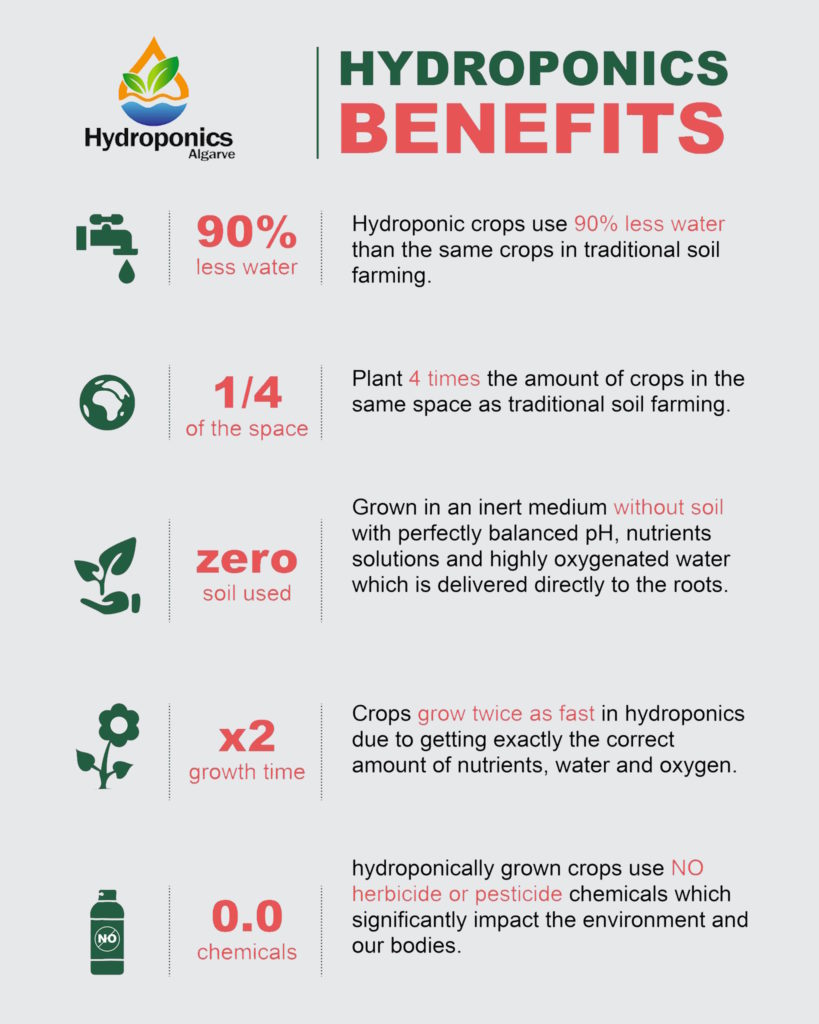 Hydroponics
Algarve
HYDROPONICS
BENEFITS
90%
less water
Hydroponic crops use 90% less water
than the same crops in traditional soil
farming.
1/4
of the space
Plant 4 times the amount of crops in the
same space as traditional soil farming.
zero
soil used
Grown in an inert medium without soil
with perfectly balanced pH, nutrients
solutions and highly oxygenated water
which is delivered directly to the roots.
x2
growth time
Crops grow twice as fast in hydroponics
due to getting exactly the correct
amount of nutrients, water and oxygen.
NO
0.0
chemicals
hydroponically grown crops use NO
herbicide or pesticide chemicals which
significantly impact the environment and
our bodies.